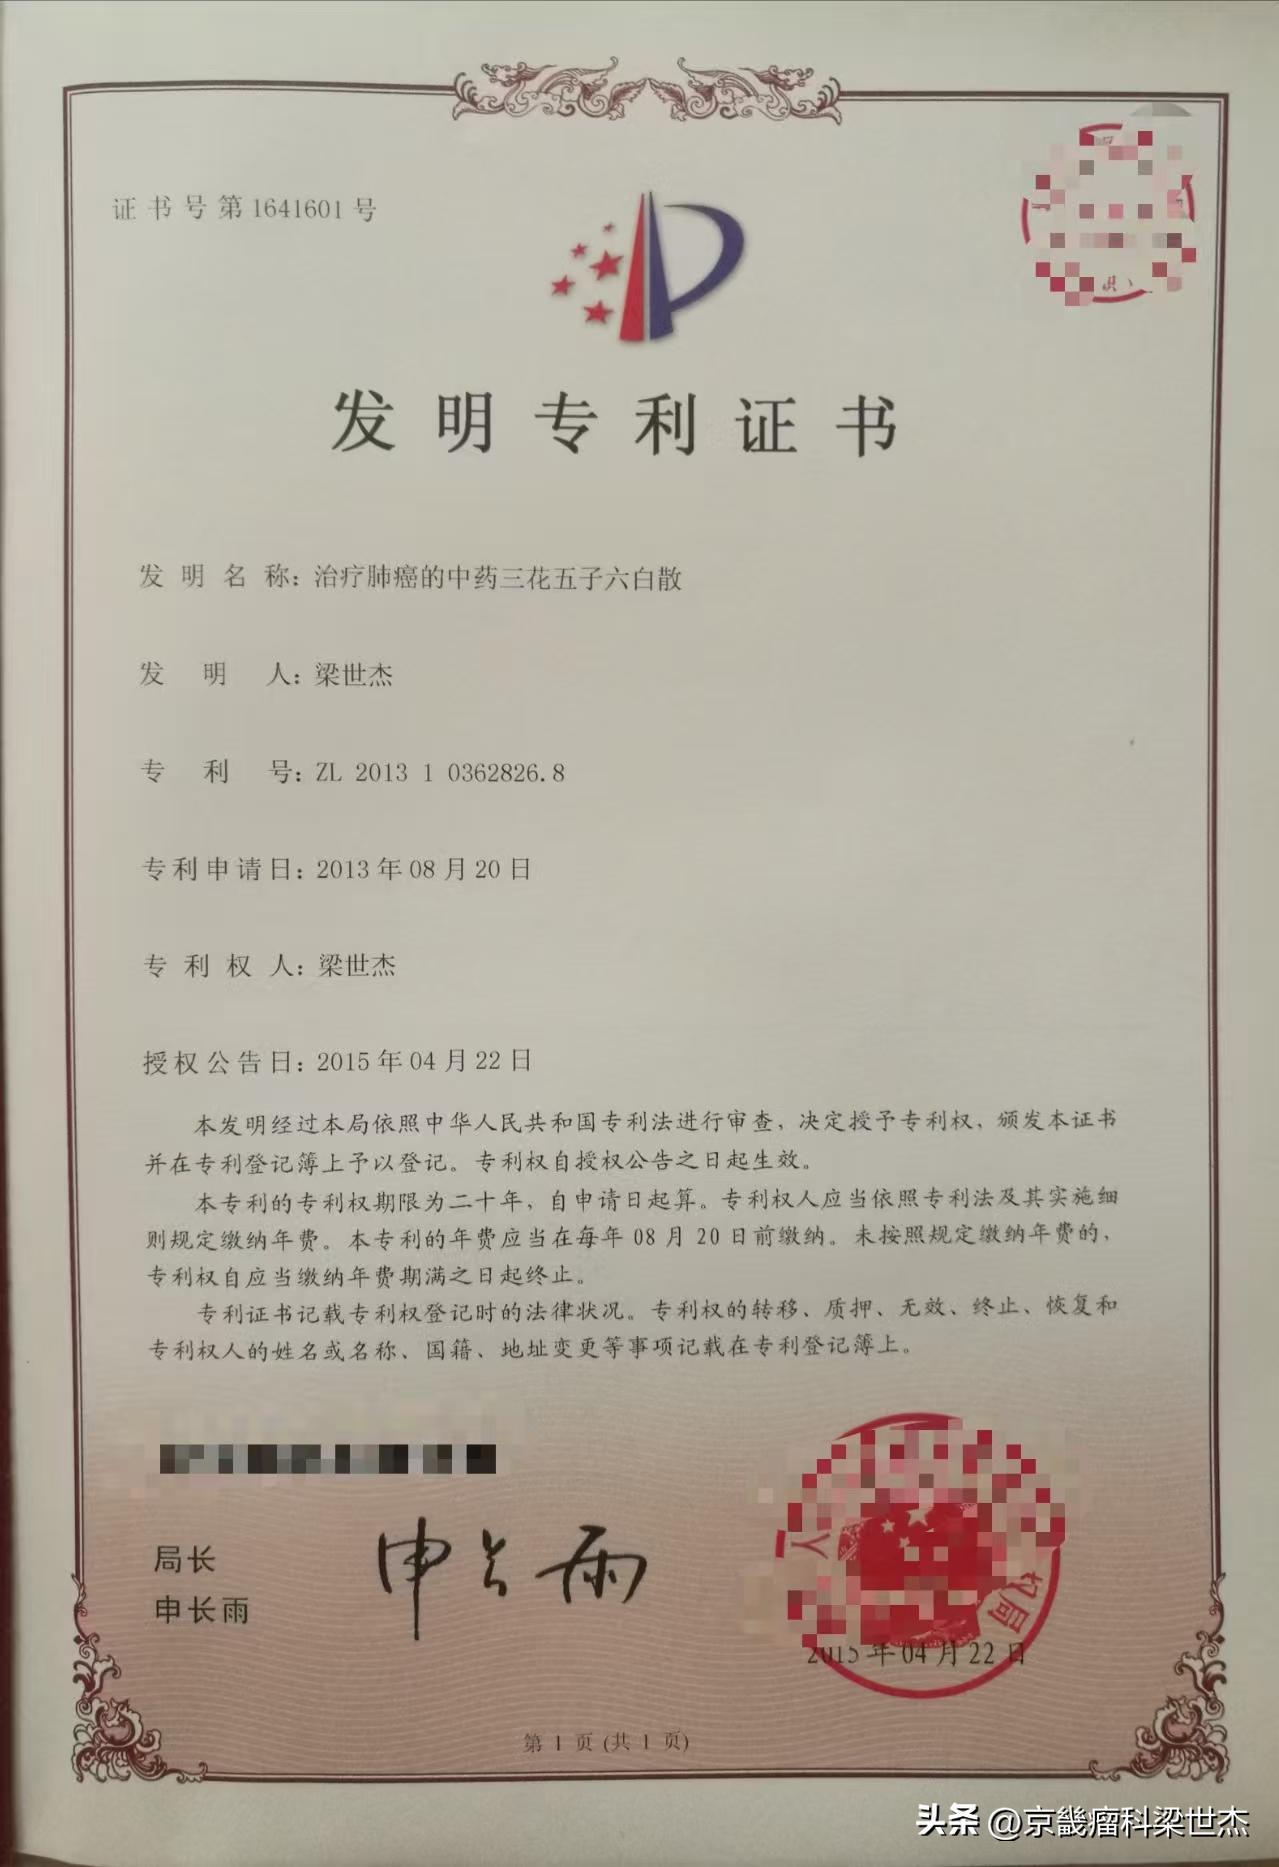 证书号第1641601号
发明专利证书
发明名称：治疗肺癌的中药三花五子六白散
发明人：梁世杰
专利号：ZL 2013 1 0362826.8
专利申请日：2013年08月20日
专利权人：梁世杰
授权公告日：2015年04月22日
本发明经过本局依照中华人民共和国专利法进行审查，决定授予专利权，颁发本证书
并在专利登记簿上予以登记。专利权自授权公告之日起生效。
本专利的专利权期限为二十年，自申请日起算。专利权人应当依照专利法及其实施细
则规定缴纳年费。本专利的年费应当在每年08月20日前缴纳。未按照规定缴纳年费的，
专利权自应当缴纳年费期满之日起终止。
专利证书记载专利权登记时的法律状况。专利权的转移、质押、无效、终止、恢复和
专利权人的姓名或名称、国籍、地址变更等事项记载在专利登记簿上。
局长
申长雨
申长雨
2015年04月22日
第1页(共1页)
头条 @京畿瘤科梁世杰